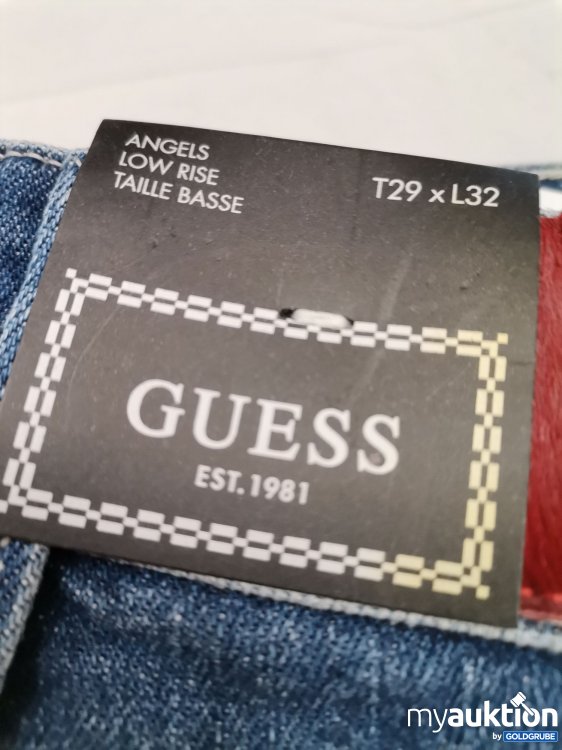 ANGELS
LOW RISE
TAILLE BASSE
T29 x L32
GUESS
EST. 1981
myauktion
by GOLDGRUBE